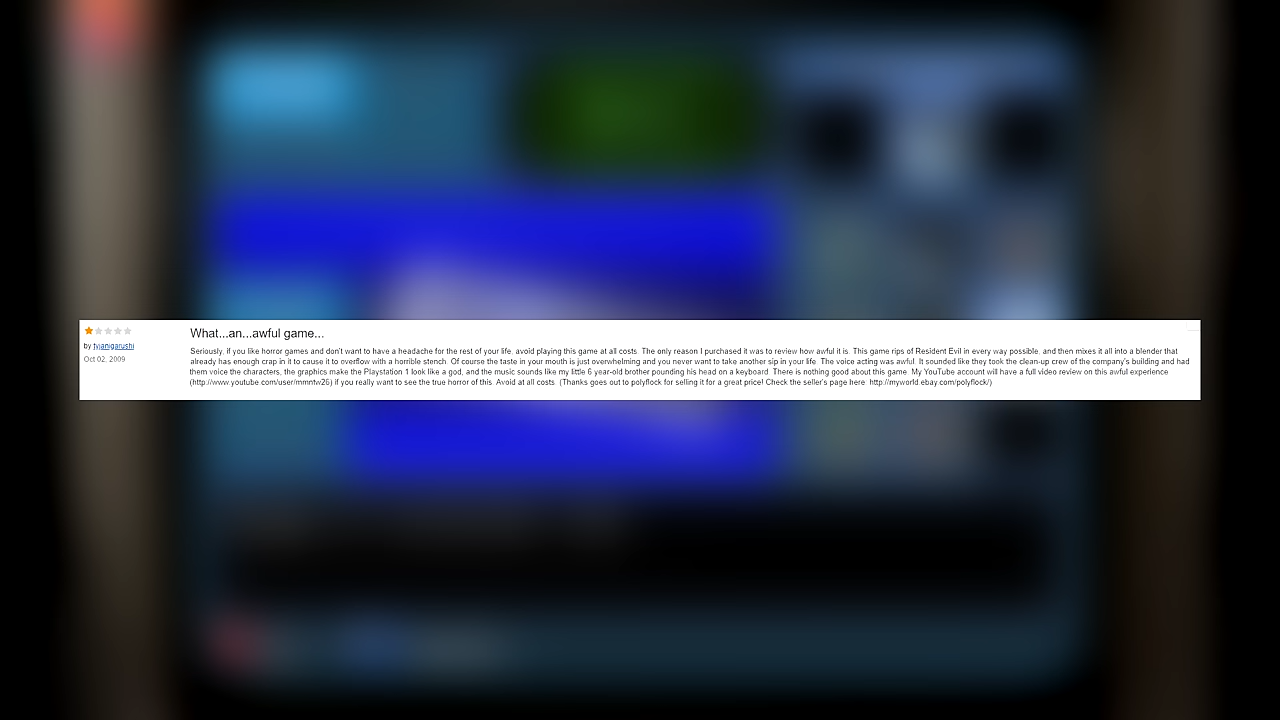 What...an...awful game...
by tyjanigarushi
Oct 02, 2009
Seriously, if you like horror games and don't want to have a headache for the rest of your life, avoid playing this game at all costs. The only reason I purchased it was to review how awful it is. This game rips of Resident Evil in every way possible, and then mixes it all into a blender that
already has enough crap in it to cause it to overflow with a horrible stench. Of course the taste in your mouth is just overwhelming and you never want to take another sip in your life. The voice acting was awful. It sounded like they took the clean-up crew of the company's building and had
them voice the characters, the graphics make the Playstation 1 look like a god, and the music sounds like my little 6 year-old brother pounding his head on a keyboard. There is nothing good about this game. My YouTube account will have a full video review on this awful experience
(http://www.youtube.com/user/mmmtw26) if you really want to see the true horror of this. Avoid at all costs. (Thanks goes out to polyflock for selling it for a great price! Check the seller's page here: http://myworld.ebay.com/polyflock/)